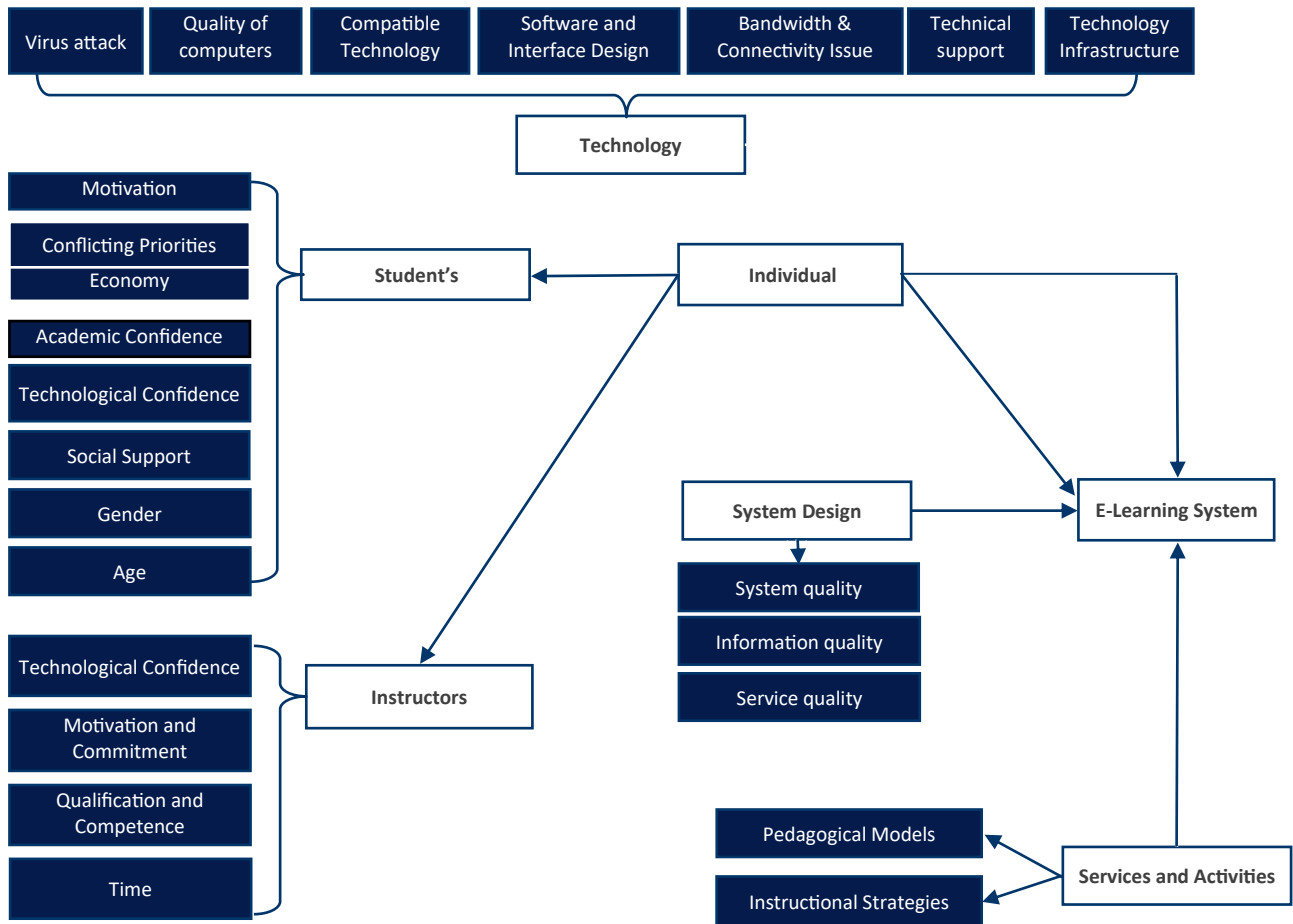 Virus attack
Quality of
computers
Compatible
Technology
Software and
Interface Design
Bandwidth &
Connectivity Issue
Technical
support
Technology
Infrastructure
Technology
Motivation
Conflicting Priorities
Economy
Academic Confidence
Technological Confidence
Social Support
Gender
Age
Student's
Individual
System Design
E-Learning System
System quality
Information quality
Service quality
Technological Confidence
Motivation and
Commitment
Qualification and
Competence
Time
Instructors
Pedagogical Models
Instructional Strategies
Services and Activities